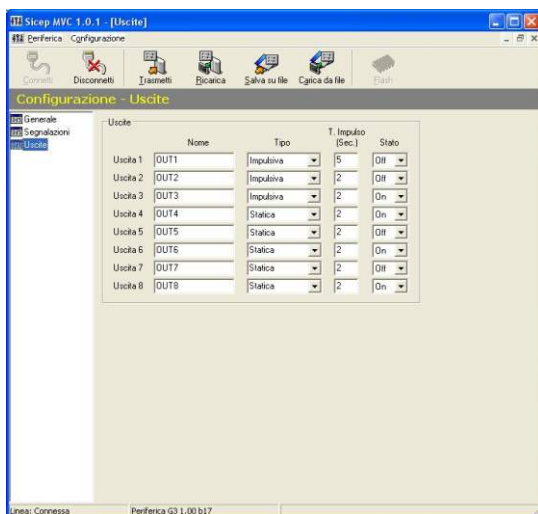 Sicep MVC 1.0.1 - [Uscite]
Periferica Configurazione
Connetti Disconnetti Trasmetti Ricarica Salva su file Carica da file Flash
Configurazione - Uscite
Generale
Segnalazioni
Uscite
Uscite
Nome Tipo T. Impulso (Sec.) Stato
Uscita 1 OUT1 Impulsiva 5 Off
Uscita 2 OUT2 Impulsiva 2 Off
Uscita 3 OUT3 Impulsiva 2 On
Uscita 4 OUT4 Statica 2 On
Uscita 5 OUT5 Statica 2 Off
Uscita 6 OUT6 Statica 2 On
Uscita 7 OUT7 Statica 2 Off
Uscita 8 OUT8 Statica 2 On
Linea: Connessa Periferica G3 1.00 b17